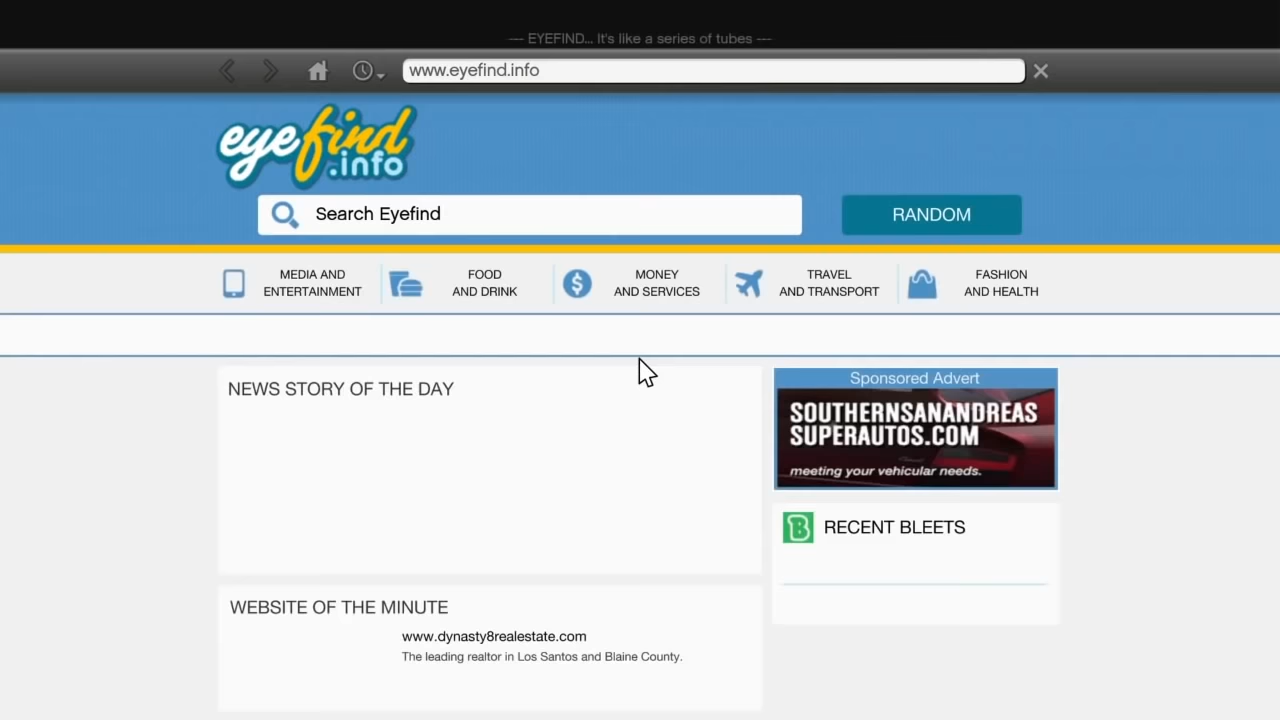 --- EYEFIND... It's like a series of tubes ---
www.eyefind.info
eyefind
.info
Search Eyefind
RANDOM
MEDIA AND
ENTERTAINMENT
FOOD
AND DRINK
MONEY
AND SERVICES
TRAVEL
AND TRANSPORT
FASHION
AND HEALTH
NEWS STORY OF THE DAY
Sponsored Advert
SOUTHERNSANANDREAS
SUPERAUTOS.COM
meeting your vehicular needs.
B RECENT BLEETS
WEBSITE OF THE MINUTE
www.dynasty8realestate.com
The leading realtor in Los Santos and Blaine County.